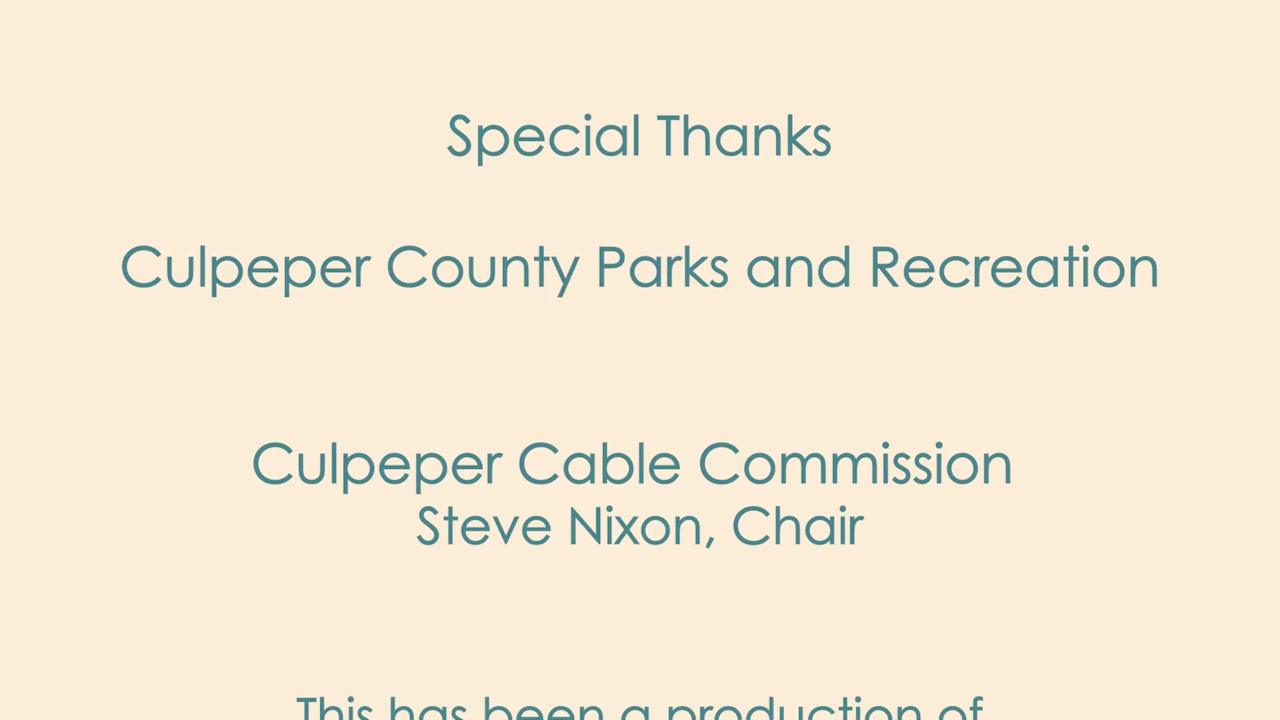 Special Thanks
Culpeper County Parks and Recreation
Culpeper Cable Commission
Steve Nixon, Chair
This has been a production of